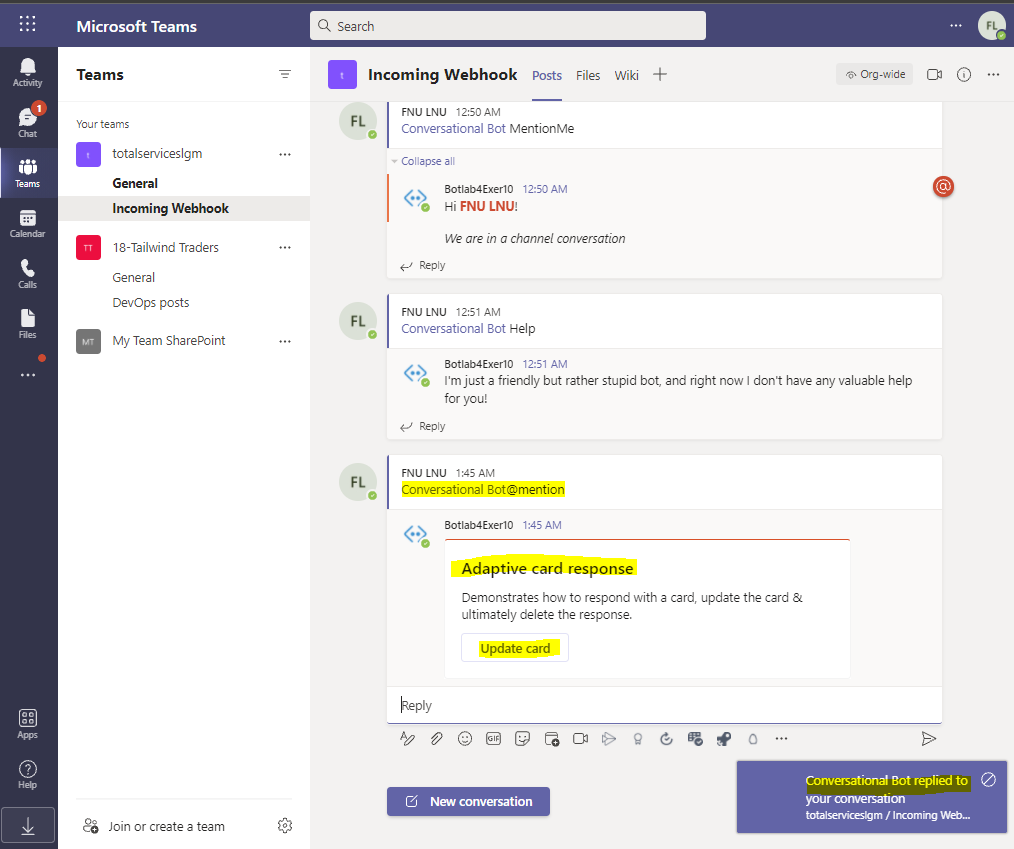 Microsoft Teams
Search
FL
Activity
Chat
1
Teams
Calendar
Calls
Files
Apps
Help
Teams
Your teams
t
totalserviceslgm
General
Incoming Webhook
TT
18-Tailwind Traders
General
DevOps posts
MT
My Team SharePoint
Join or create a team
t
Incoming Webhook
Posts
Files
Wiki
Org-wide
FL
FNU LNU 12:50 AM
Conversational Bot MentionMe
Collapse all
Botlab4Exer10 12:50 AM
@
Hi FNU LNU!
We are in a channel conversation
Reply
FL
FNU LNU 12:51 AM
Conversational Bot Help
Botlab4Exer10 12:51 AM
I'm just a friendly but rather stupid bot, and right now I don't have any valuable help
for you!
Reply
FL
FNU LNU 1:45 AM
Conversational Bot@mention
Botlab4Exer10 1:45 AM
Adaptive card response
Demonstrates how to respond with a card, update the card &
ultimately delete the response.
Update card
Reply
GIF
New conversation
Conversational Bot replied to
your conversation
totalserviceslgm / Incoming Web...